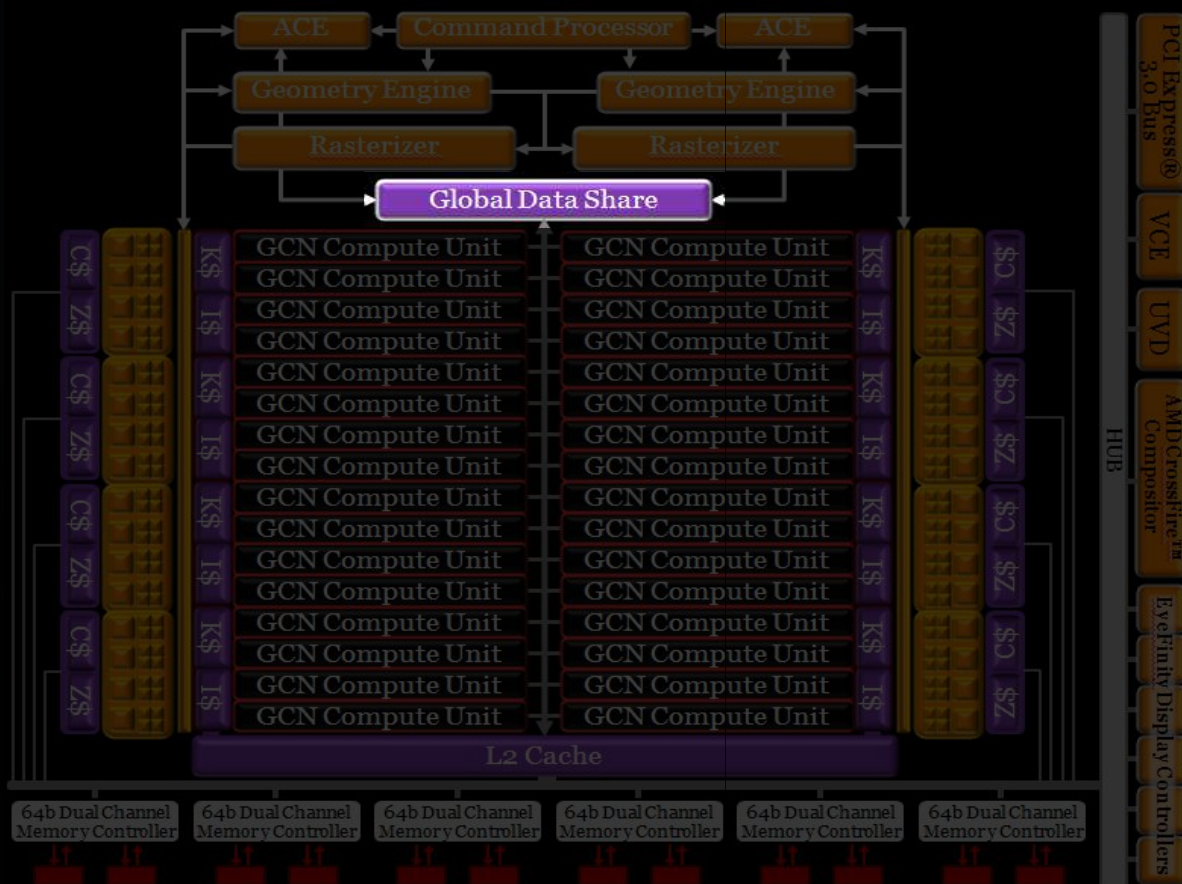 ACE
Command Processor
ACE
Geometry Engine
Geometry Engine
Rasterizer
Rasterizer
Global Data Share
C$
K$
GCN Compute Unit
GCN Compute Unit
K$
C$
GCN Compute Unit
GCN Compute Unit
Z$
I$
GCN Compute Unit
GCN Compute Unit
I$
Z$
GCN Compute Unit
GCN Compute Unit
C$
K$
GCN Compute Unit
GCN Compute Unit
K$
C$
GCN Compute Unit
GCN Compute Unit
Z$
I$
GCN Compute Unit
GCN Compute Unit
I$
Z$
GCN Compute Unit
GCN Compute Unit
C$
K$
GCN Compute Unit
GCN Compute Unit
K$
C$
GCN Compute Unit
GCN Compute Unit
Z$
I$
GCN Compute Unit
GCN Compute Unit
I$
Z$
GCN Compute Unit
GCN Compute Unit
C$
K$
GCN Compute Unit
GCN Compute Unit
K$
C$
GCN Compute Unit
GCN Compute Unit
Z$
I$
GCN Compute Unit
GCN Compute Unit
I$
Z$
GCN Compute Unit
GCN Compute Unit
L2 Cache
64b Dual Channel
Memory Controller
64b Dual Channel
Memory Controller
64b Dual Channel
Memory Controller
64b Dual Channel
Memory Controller
64b Dual Channel
Memory Controller
64b Dual Channel
Memory Controller
HUB
PCI Express®
3.0 Bus
VCE
UVD
AMDCrossFire™
Compositor
EyeFinity Display Controllers